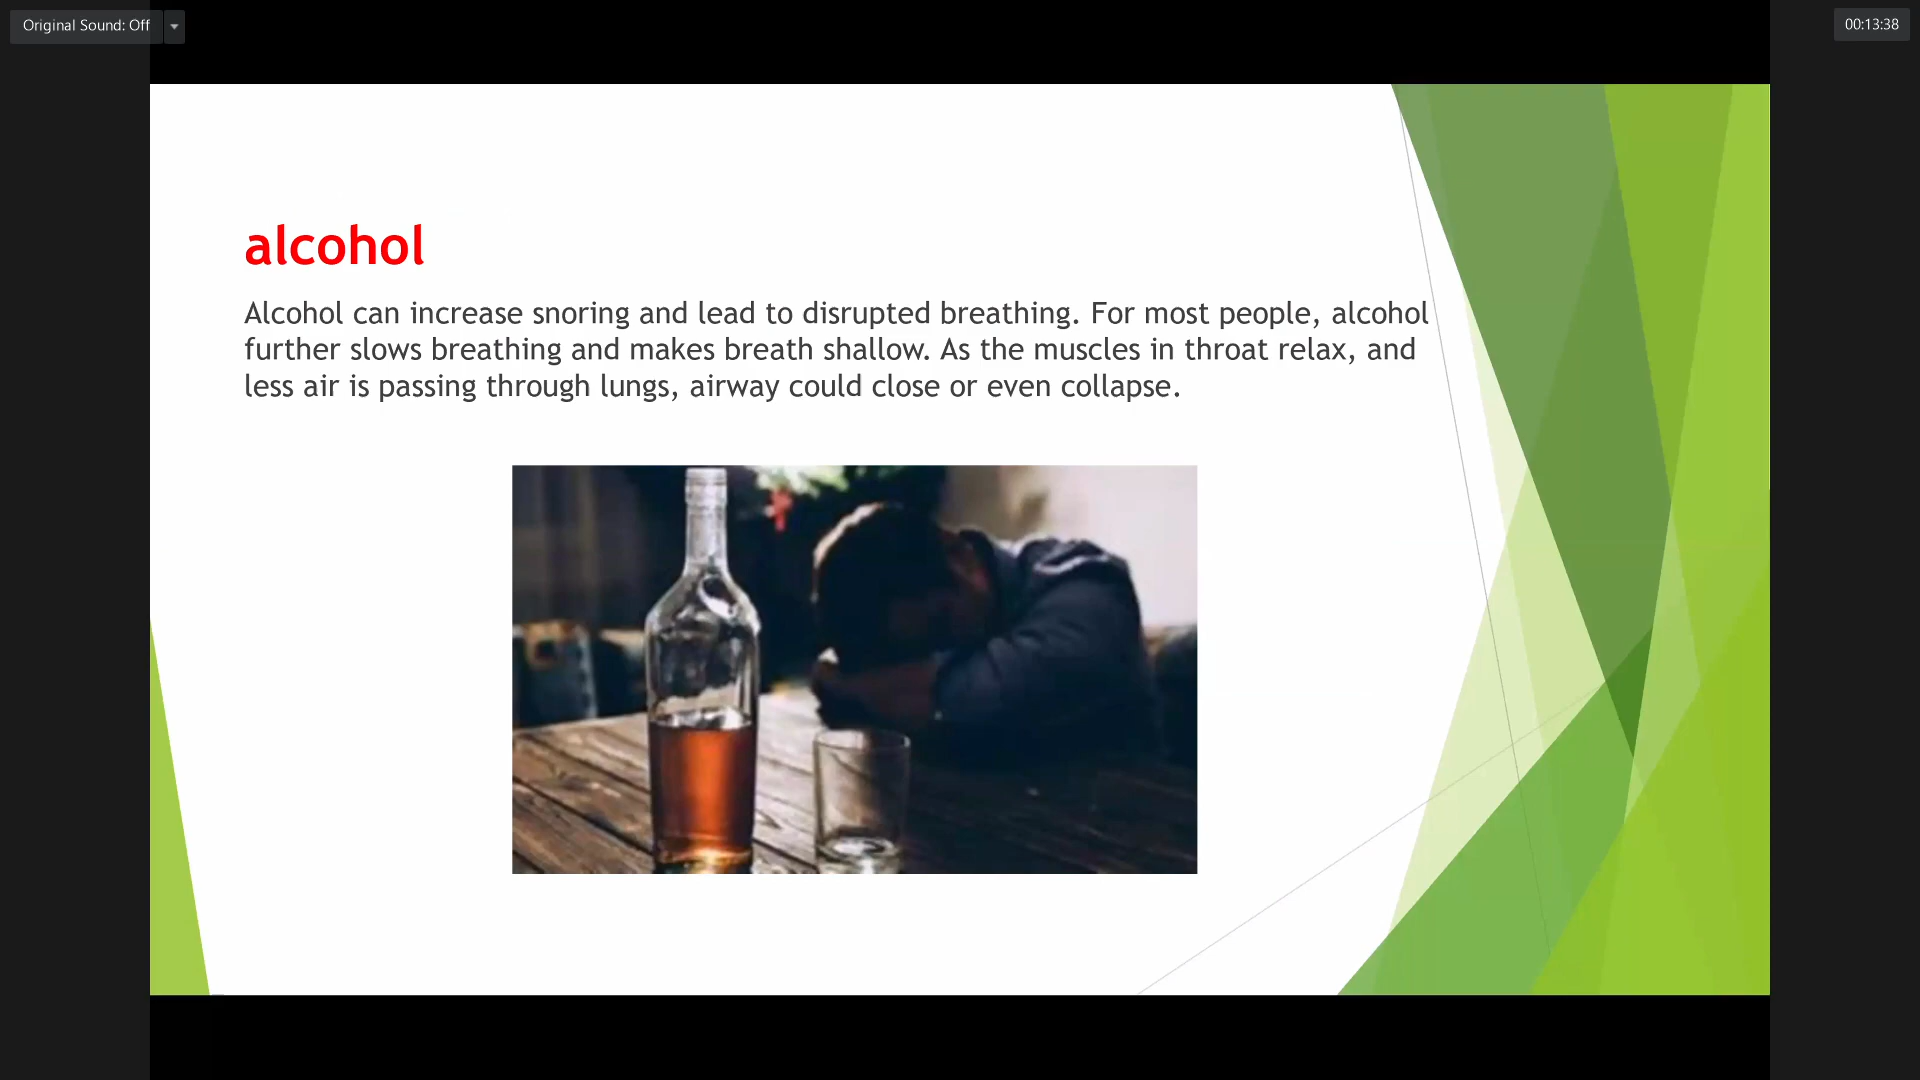 Original Sound: Off
00:13:38
alcohol
Alcohol can increase snoring and lead to disrupted breathing. For most people, alcohol
further slows breathing and makes breath shallow. As the muscles in throat relax, and
less air is passing through lungs, airway could close or even collapse.